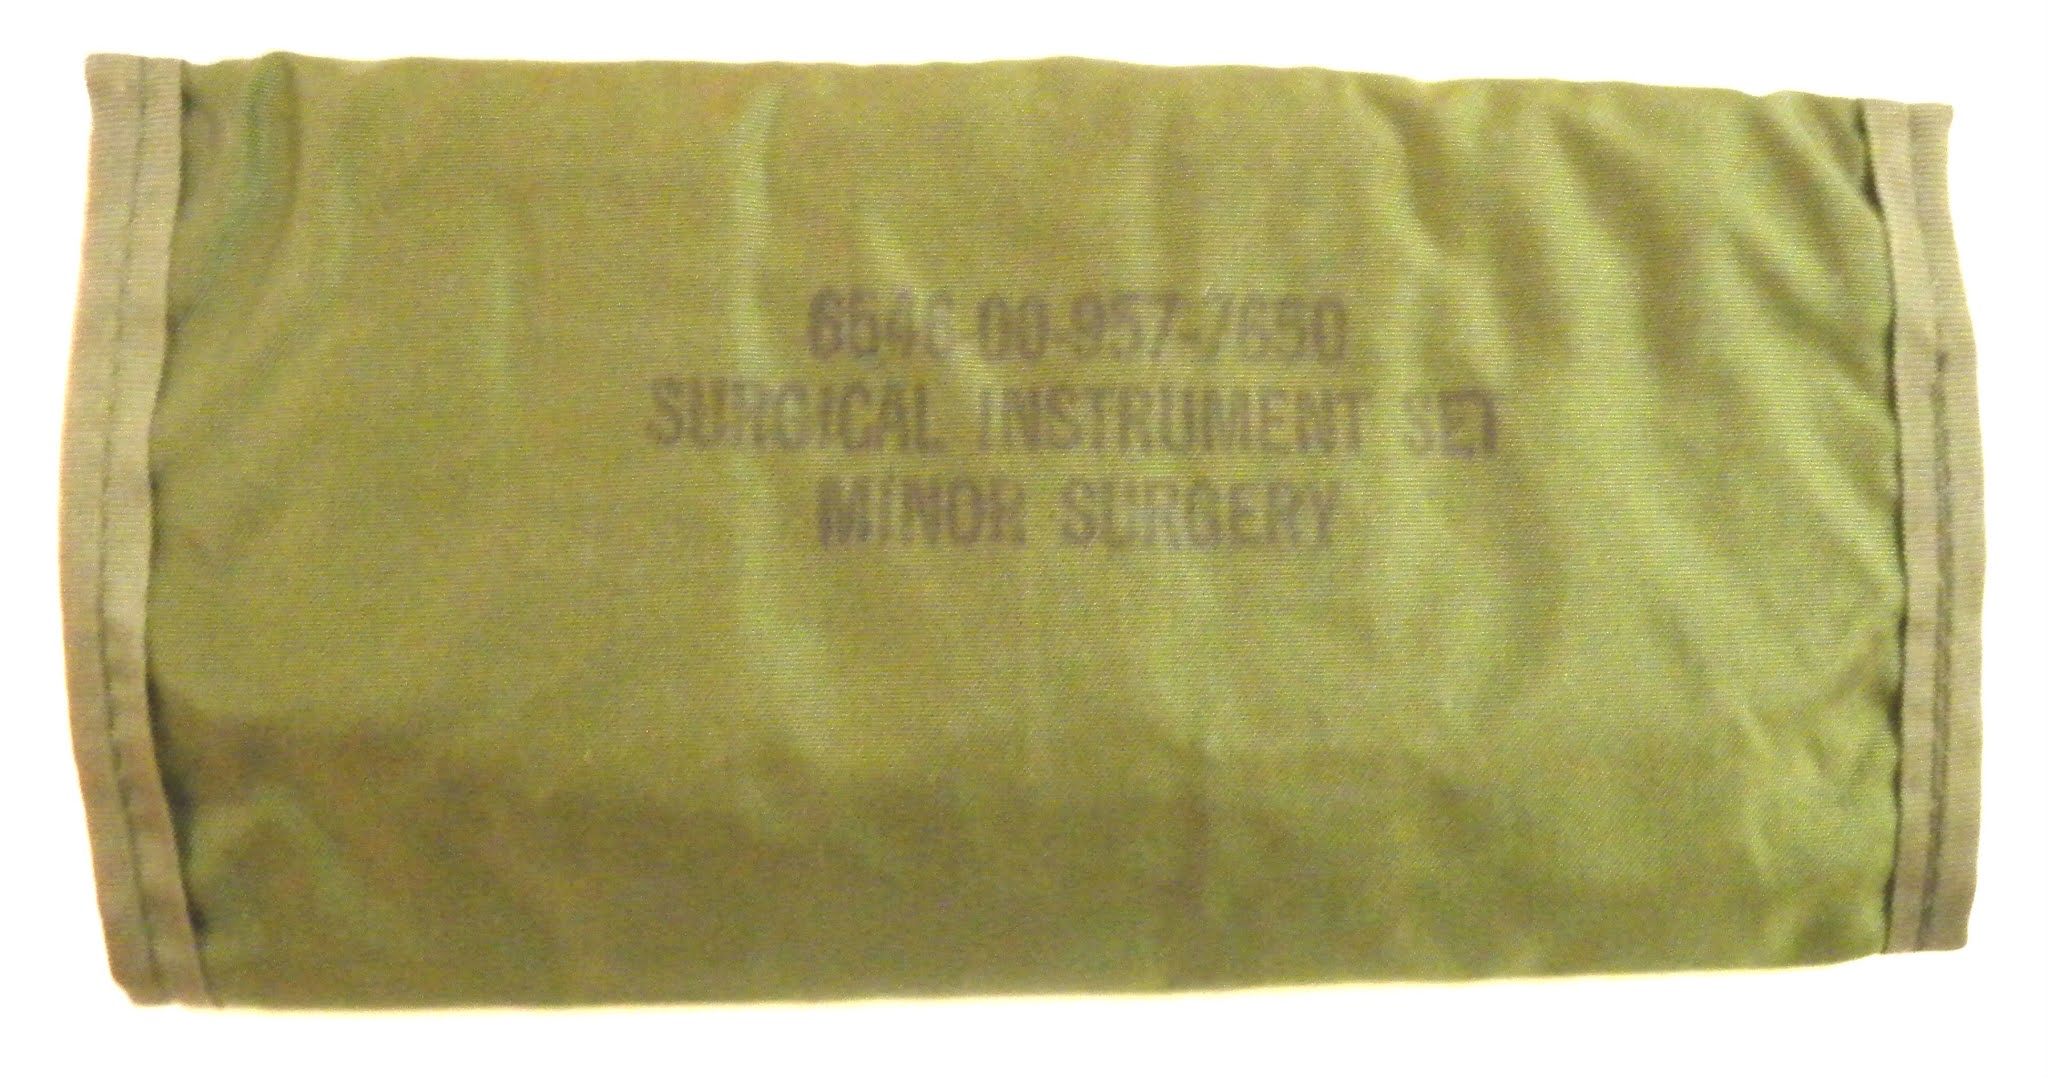 6545-00-957-7650
SURGICAL INSTRUMENT SET
MINOR SURGERY